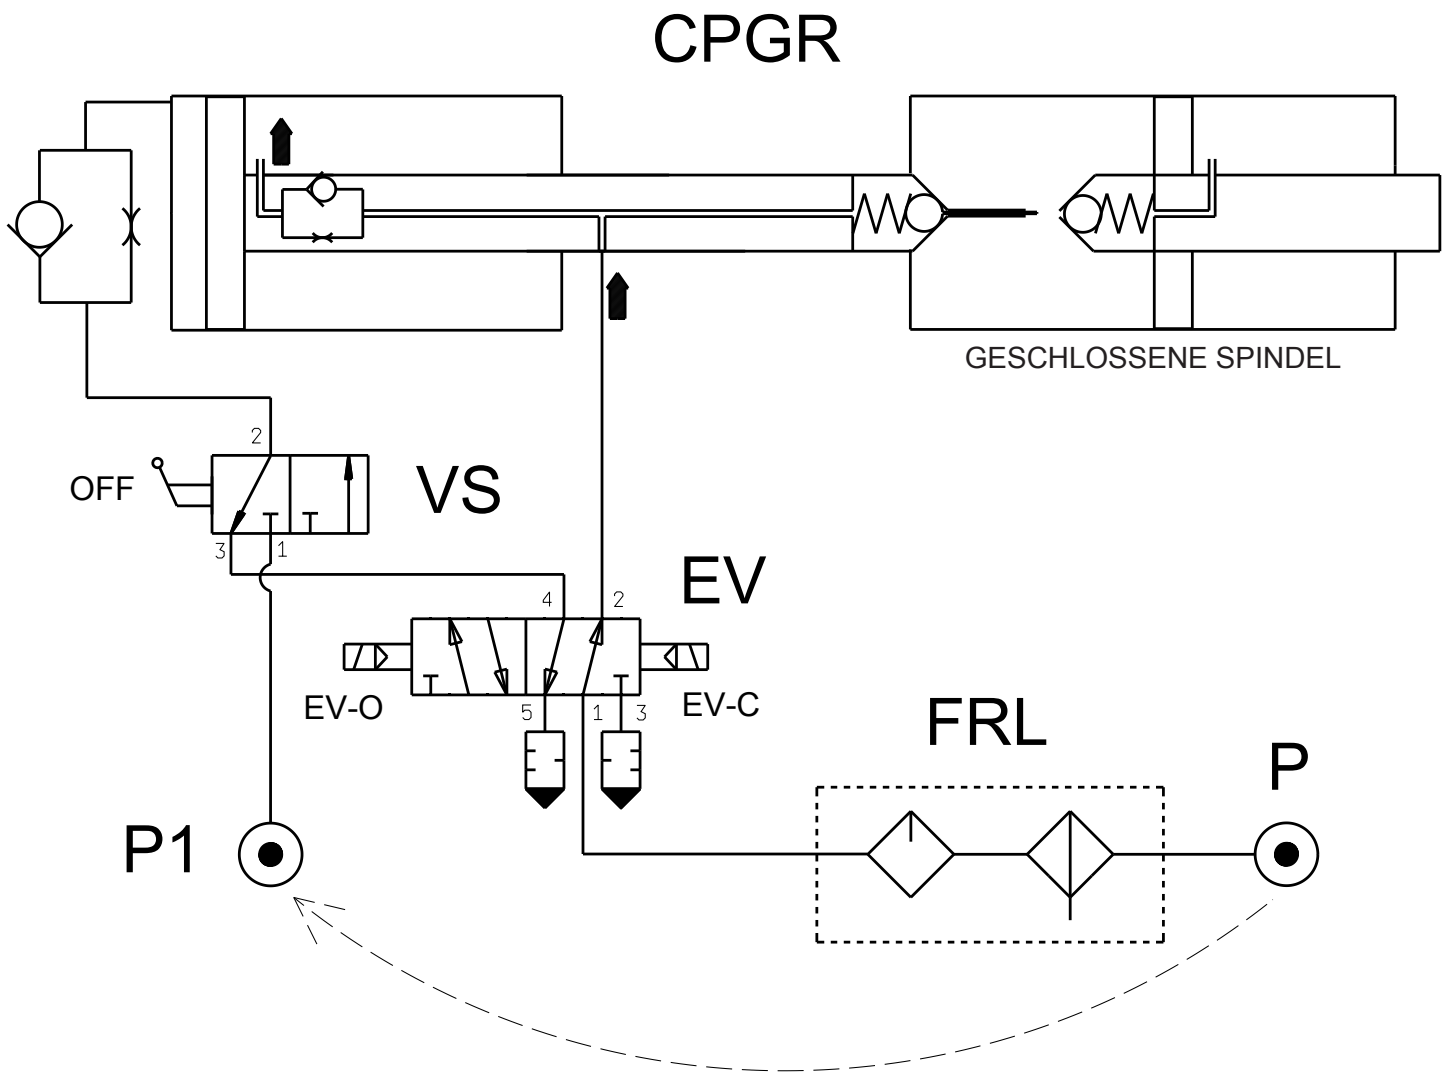 CPGR
GESCHLOSSENE SPINDEL
2
OFF
VS
3 1
EV
4 2
EV-O
5 1 3
EV-C
FRL
P
P1